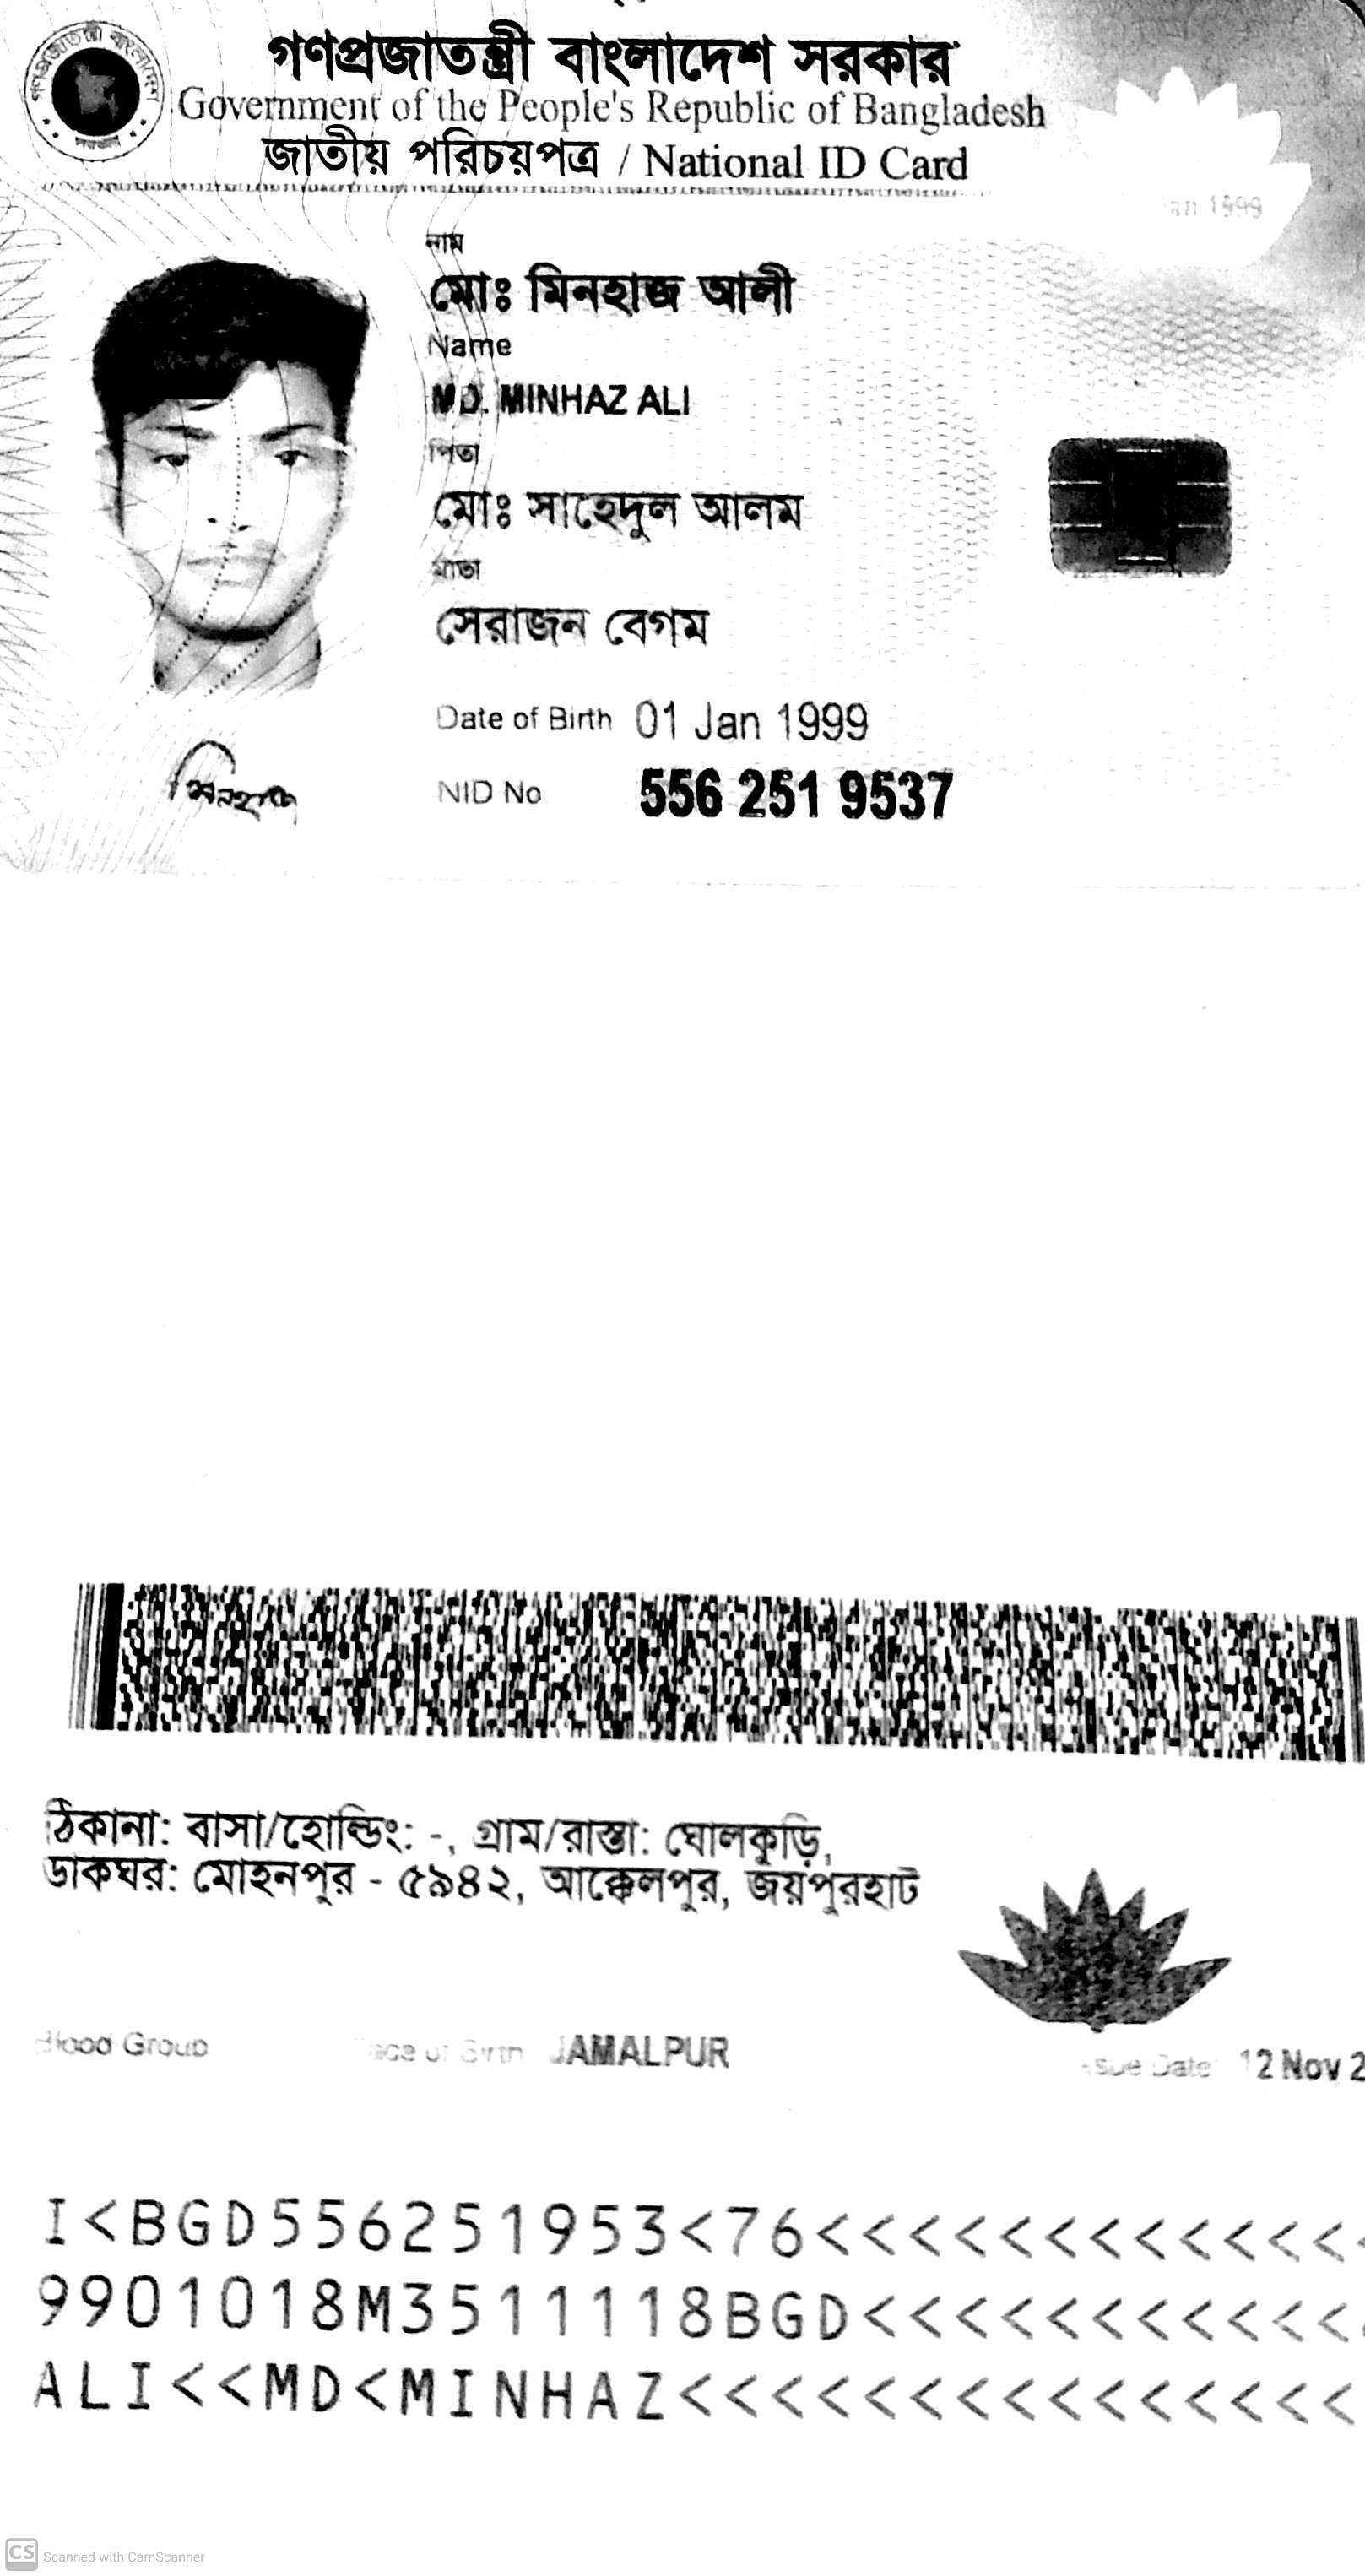 গণপ্রজাতন্ত্রী বাংলাদেশ সরকার
Government of the People's Republic of Bangladesh
জাতীয় পরিচয়পত্র / National ID Card
an 1999
নাম
মোঃ মিনহাজ আলী
Name
MD. MINHAZ ALI
পিতা
মোঃ সাহেদুল আলম
মাতা
সেরাজন বেগম
Date of Birth 01 Jan 1999
মিনহাজ
NID No 556 251 9537
ঠিকানা: বাসা/হোল্ডিং: -, গ্রাম/রাস্তা: ঘোলকুড়ি,
ডাকঘর: মোহনপুর - ৫৯৪২, আক্কেলপুর, জয়পুরহাট
Blood Group Place of Birth JAMALPUR Issue Date 12 Nov 2
I<BGD556251953<76<<<<<<<<<<<<<
9901018M3511118BGD<<<<<<<<<<<
ALI<<MD<MINHAZ<<<<<<<<<<<<<<<
CS Scanned with CamScanner